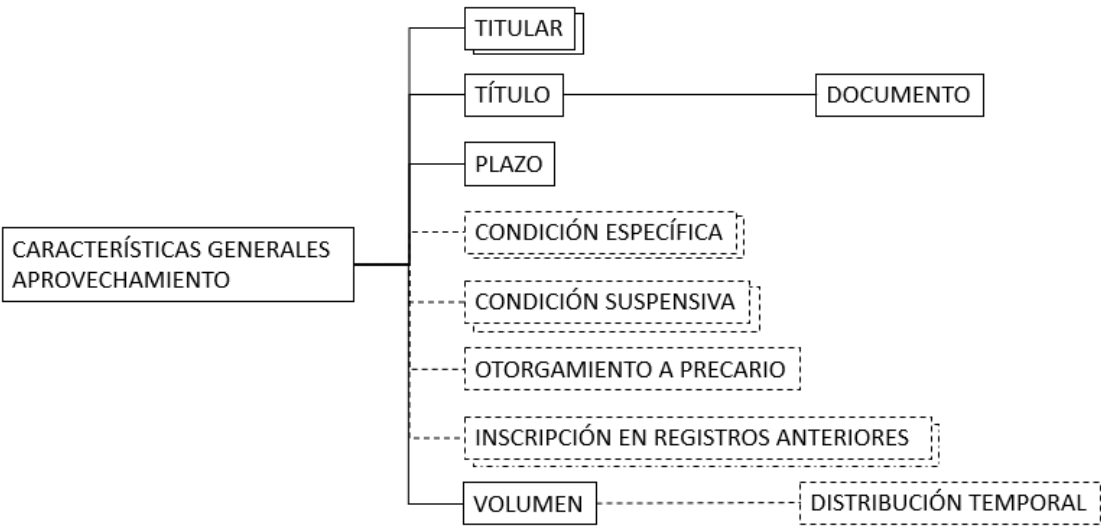 TITULAR
TÍTULO
DOCUMENTO
PLAZO
CARACTERÍSTICAS GENERALES
APROVECHAMIENTO
CONDICIÓN ESPECÍFICA
CONDICIÓN SUSPENSIVA
OTORGAMIENTO A PRECARIO
INSCRIPCIÓN EN REGISTROS ANTERIORES
VOLUMEN
DISTRIBUCIÓN TEMPORAL